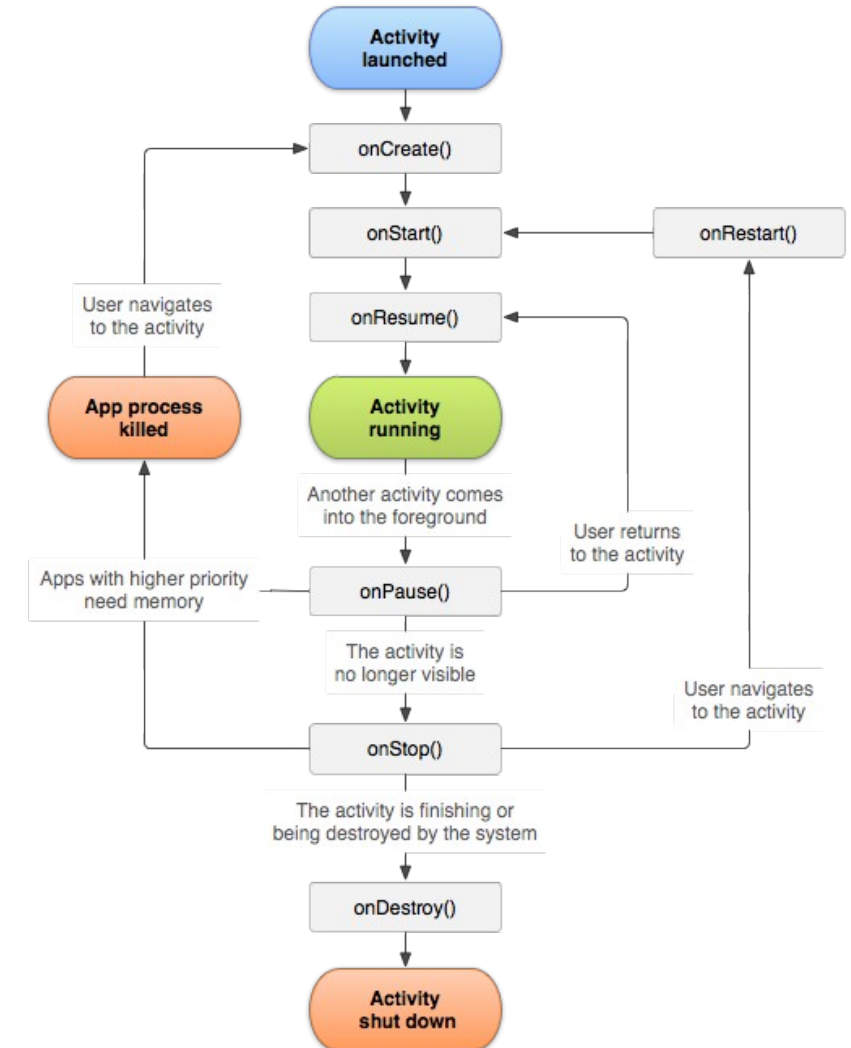 Activity
launched
onCreate()
onStart()
onRestart()
User navigates
to the activity
onResume()
App process
killed
Activity
running
Another activity comes
into the foreground
User returns
to the activity
Apps with higher priority
need memory
onPause()
The activity is
no longer visible
User navigates
to the activity
onStop()
The activity is finishing or
being destroyed by the system
onDestroy()
Activity
shut down